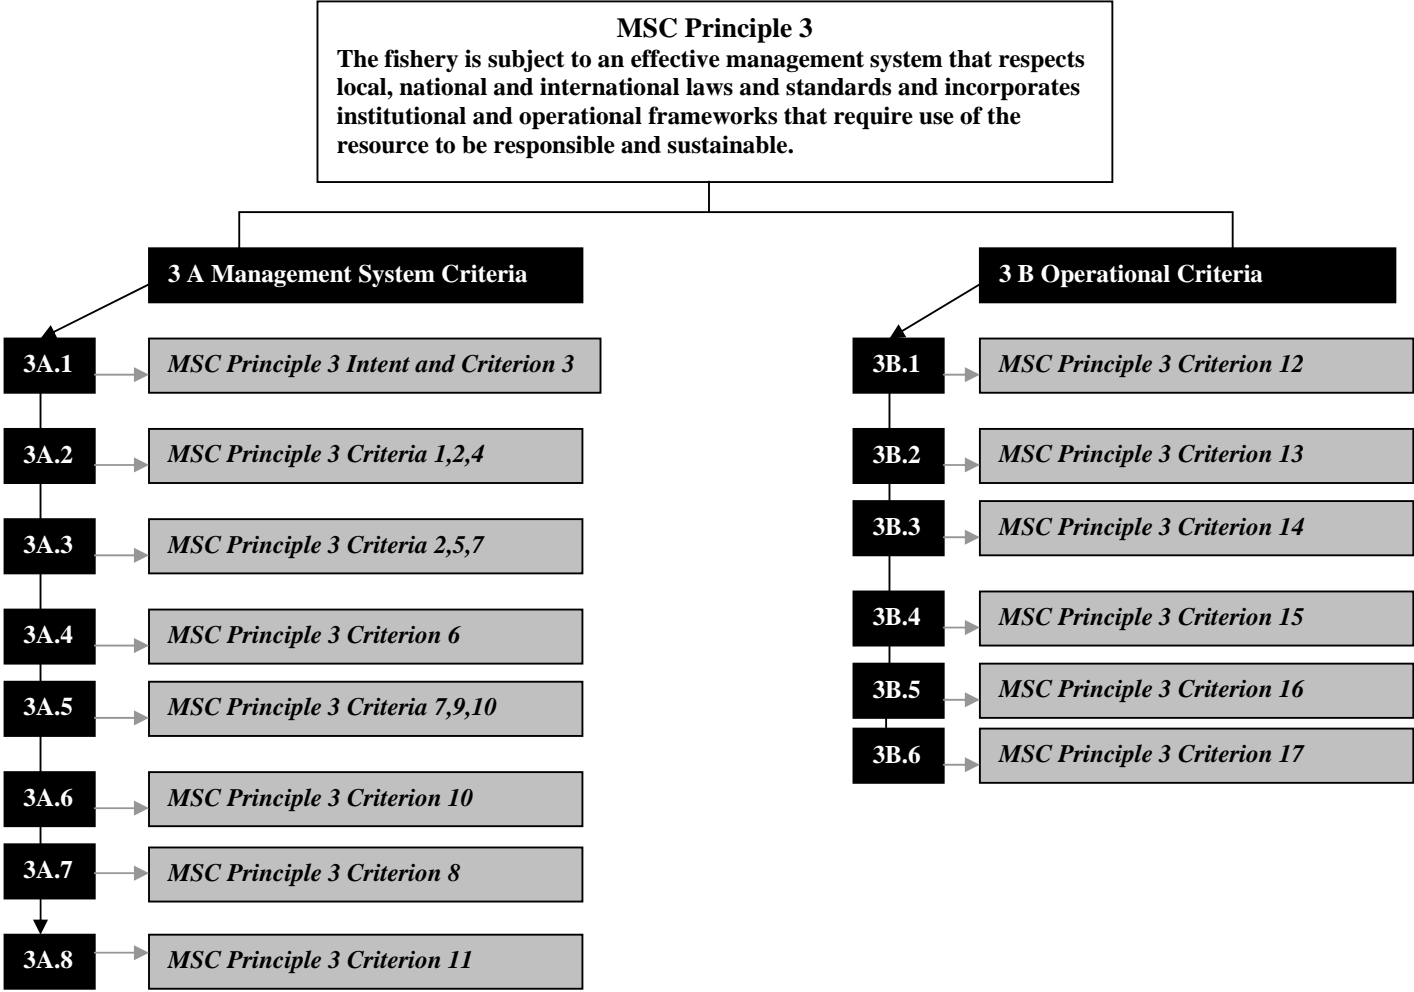 MSC Principle 3
The fishery is subject to an effective management system that respects
local, national and international laws and standards and incorporates
institutional and operational frameworks that require use of the
resource to be responsible and sustainable.
3 A Management System Criteria
3A.1
MSC Principle 3 Intent and Criterion 3
3A.2
MSC Principle 3 Criteria 1,2,4
3A.3
MSC Principle 3 Criteria 2,5,7
3A.4
MSC Principle 3 Criterion 6
3A.5
MSC Principle 3 Criteria 7,9,10
3A.6
MSC Principle 3 Criterion 10
3A.7
MSC Principle 3 Criterion 8
3A.8
MSC Principle 3 Criterion 11
3 B Operational Criteria
3B.1
MSC Principle 3 Criterion 12
3B.2
MSC Principle 3 Criterion 13
3B.3
MSC Principle 3 Criterion 14
3B.4
MSC Principle 3 Criterion 15
3B.5
MSC Principle 3 Criterion 16
3B.6
MSC Principle 3 Criterion 17